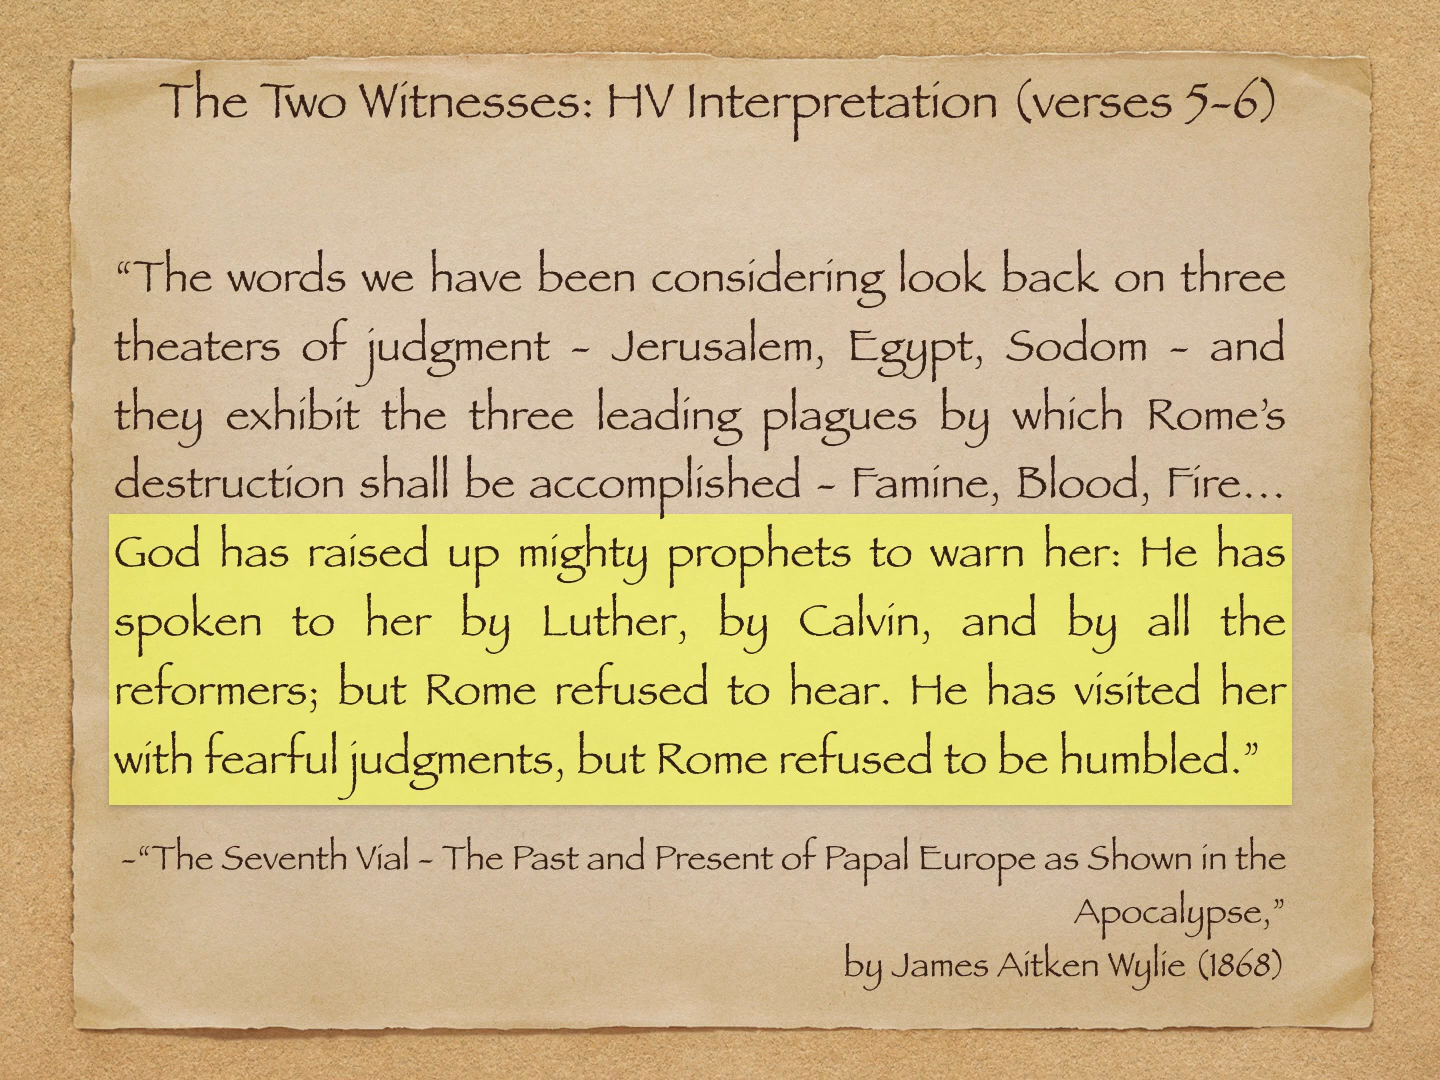 The Two Witnesses: HV Interpretation (verses 5-6)
“The words we have been considering look back on three
theaters of judgment - Jerusalem, Egypt, Sodom - and
they exhibit the three leading plagues by which Rome’s
destruction shall be accomplished - Famine, Blood, Fire…
God has raised up mighty prophets to warn her: He has
spoken to her by Luther, by Calvin, and by all the
reformers; but Rome refused to hear. He has visited her
with fearful judgments, but Rome refused to be humbled.”
-“The Seventh Vial - The Past and Present of Papal Europe as Shown in the
Apocalypse,”
by James Aitken Wylie (1868)